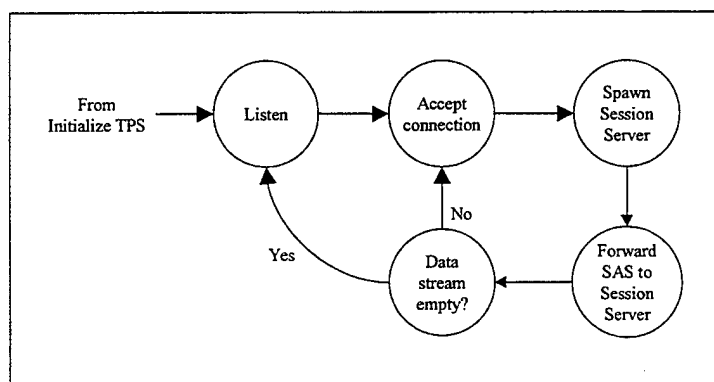 From
Initialize TPS
Listen
Accept
connection
Spawn
Session
Server
No
Yes
Data
stream
empty?
Forward
SAS to
Session
Server